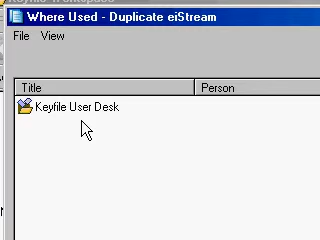 Where Used - Duplicate eiStream
File View
Title Person
Keyfile User Desk